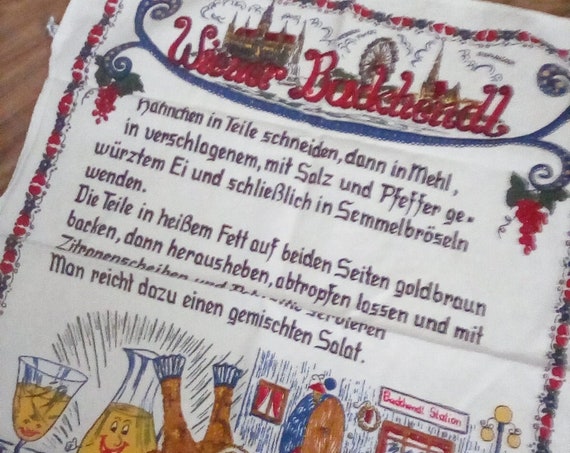 Wiener Backhendl
Hähnchen in Teile schneiden, dann in Mehl,
in verschlagenem, mit Salz und Pfeffer ge-
würztem Ei und schließlich in Semmelbröseln
wenden.
Die Teile in heißem Fett auf beiden Seiten goldbraun
backen, dann herausheben, abtropfen lassen und mit
Zitronenscheiben und servieren
Man reicht dazu einen gemischten Salat.
Backhendl Station